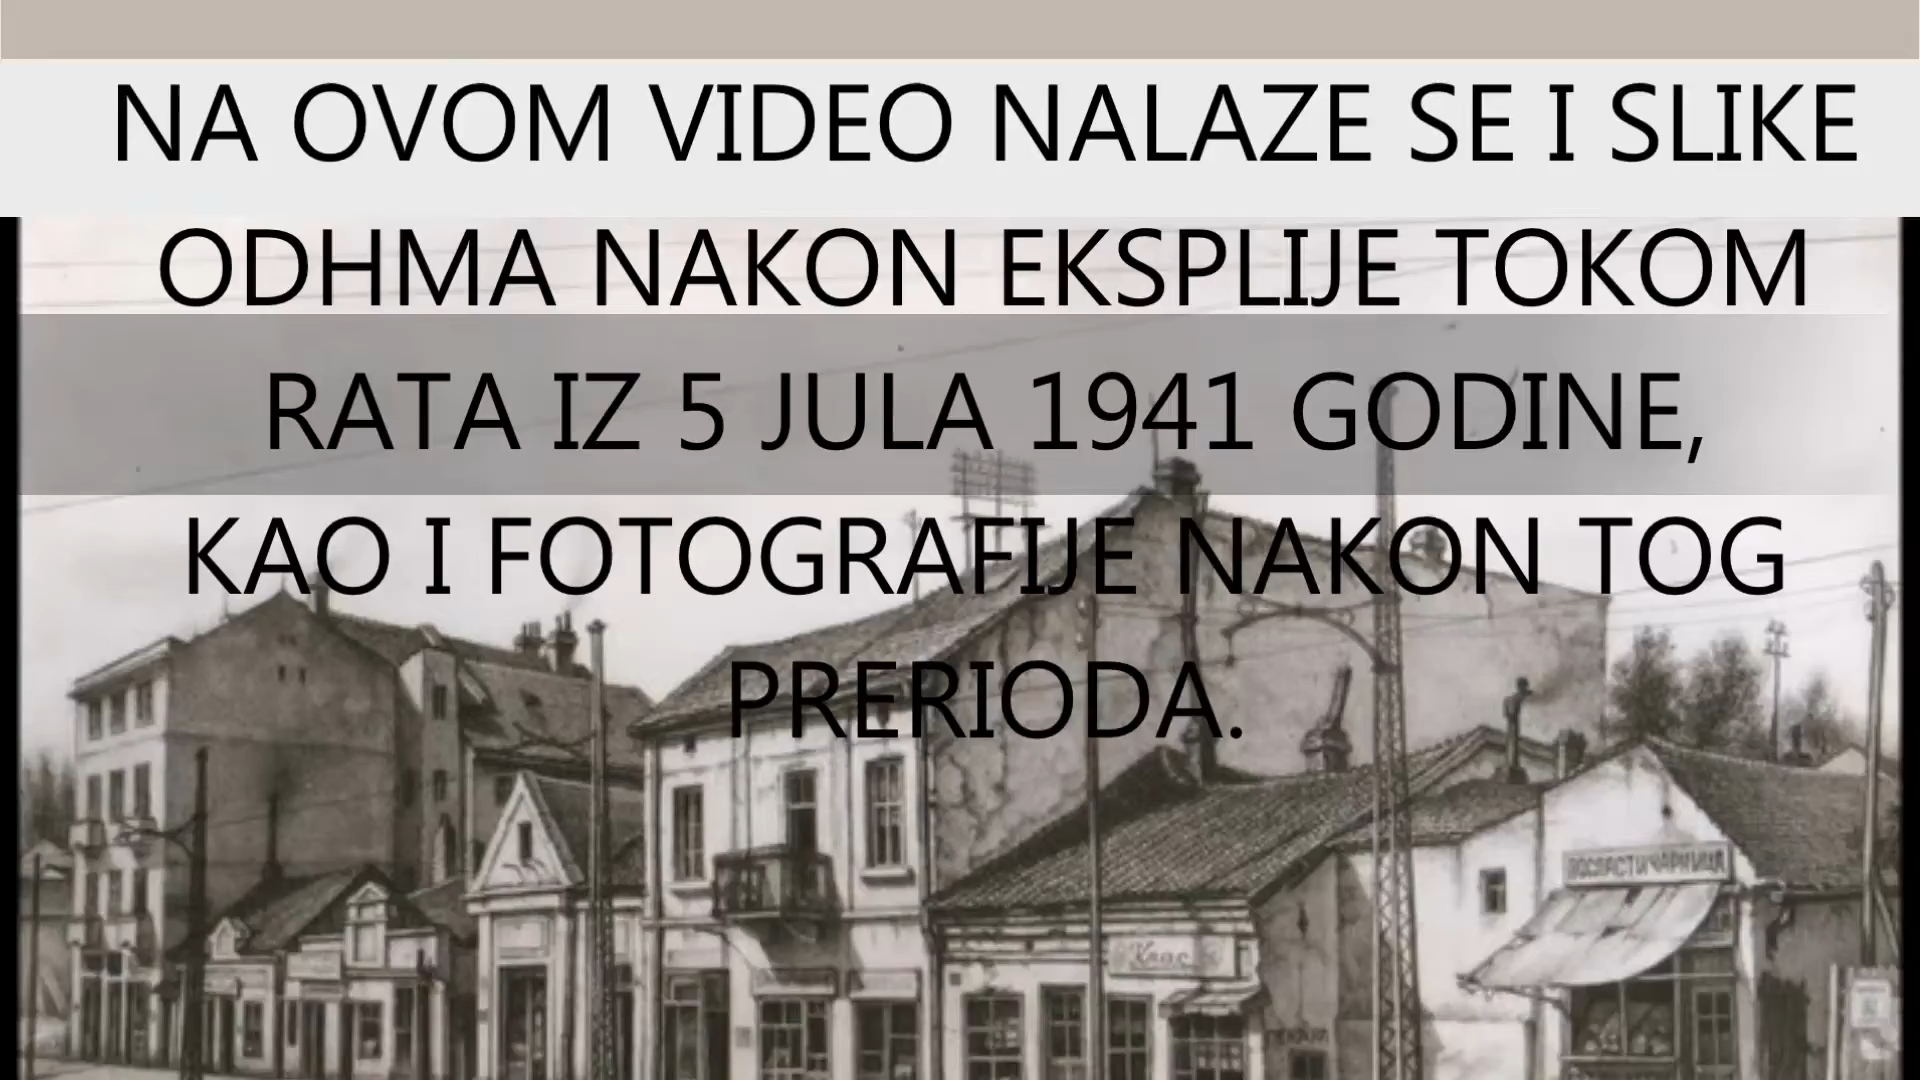 NA OVOM VIDEO NALAZE SE I SLIKE
ODHMA NAKON EKSPLIJE TOKOM
RATA IZ 5 JULA 1941 GODINE,
KAO I FOTOGRAFIJE NAKON TOG
PRERIODA.
ПОСЛАСТИЧАРНИЦА
Клас